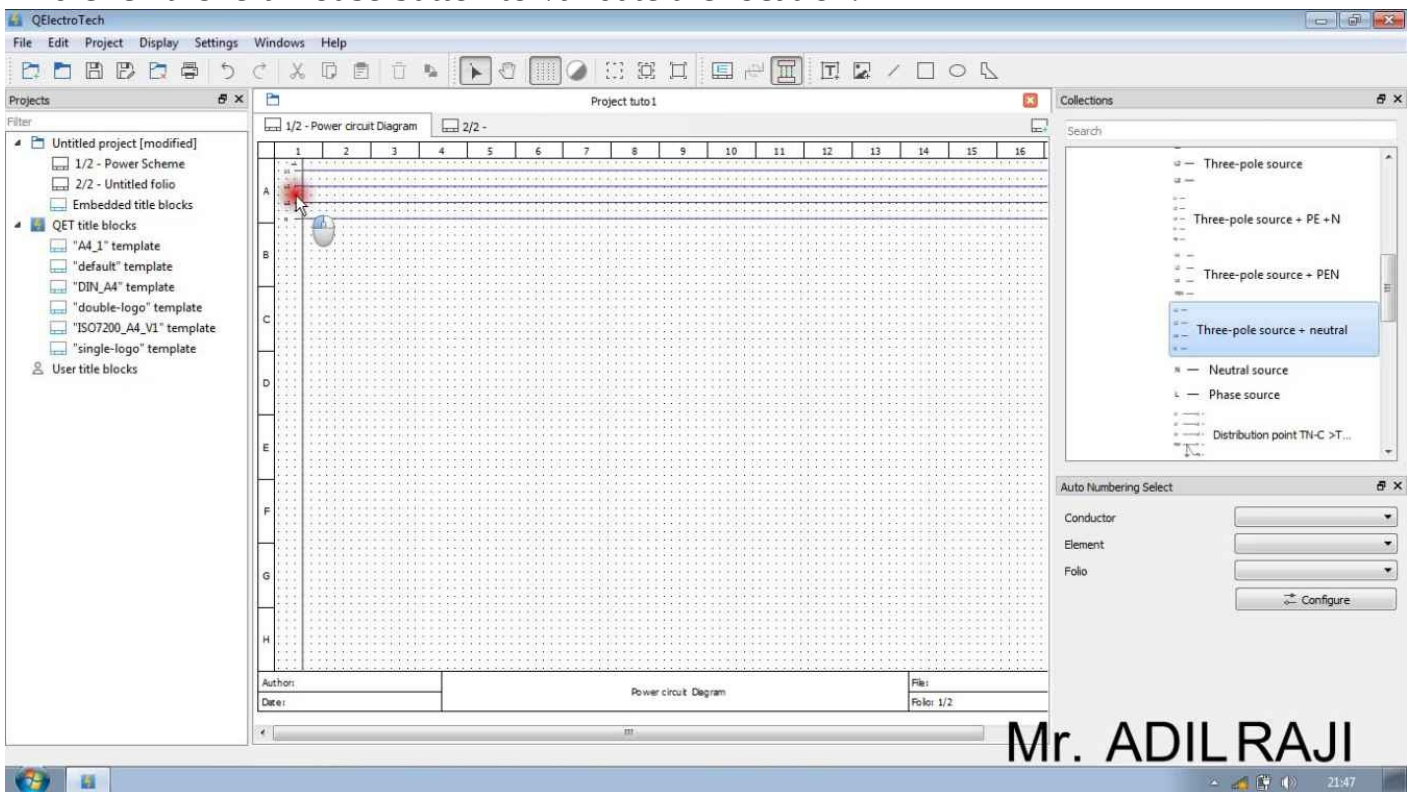 QElectroTech
File Edit Project Display Settings Windows Help
Projects
Filter
Untitled project [modified]
1/2 - Power Scheme
2/2 - Untitled folio
Embedded title blocks
QET title blocks
"A4_1" template
"default" template
"DIN_A4" template
"double-logo" template
"ISO7200_A4_V1" template
"single-logo" template
User title blocks
Project tuto1
1/2 - Power circuit Diagram
2/2 -
1 2 3 4 5 6 7 8 9 10 11 12 13 14 15 16
A
B
C
D
E
F
G
H
Author:
Date:
Power circuit Diagram
File:
Folio: 1/2
Collections
Search
Three-pole source
Three-pole source + PE +N
Three-pole source + PEN
Three-pole source + neutral
N Neutral source
L Phase source
Distribution point TN-C >T...
Auto Numbering Select
Conductor
Element
Folio
Configure
Mr. ADIL RAJI
21:47